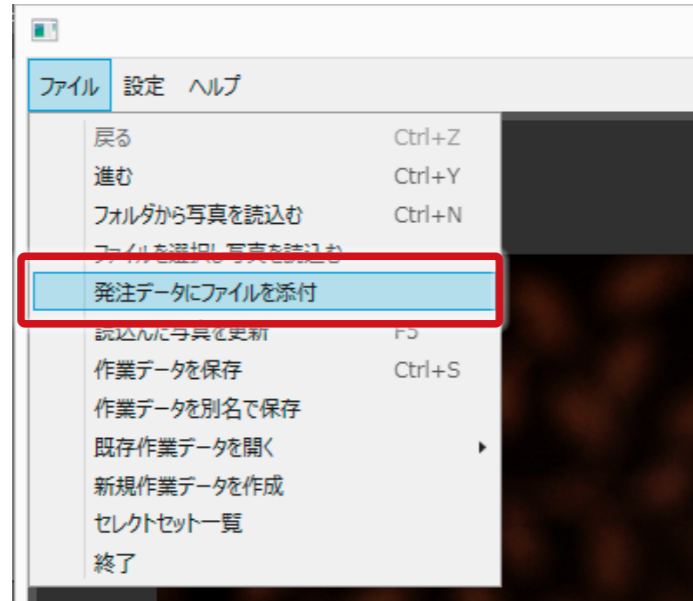 ファイル 設定 ヘルプ
戻る Ctrl+Z
進む Ctrl+Y
フォルダから写真を読込む Ctrl+N
ファイルを選択し写真を読込む
発注データにファイルを添付
読込んだ写真を更新 F5
作業データを保存 Ctrl+S
作業データを別名で保存
既存作業データを開く
新規作業データを作成
セレクトセット一覧
終了